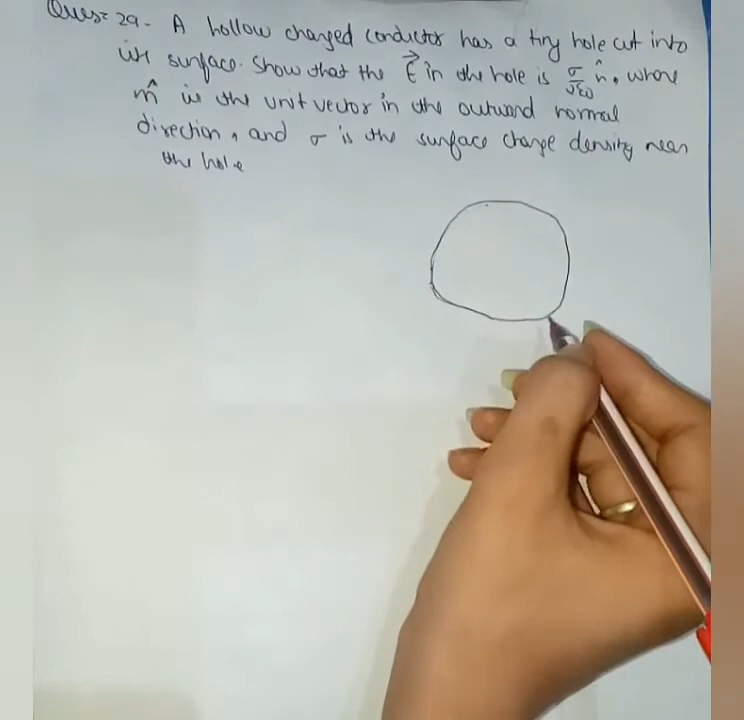 Ques:- 29 - A hollow charged conductor has a tiny hole cut into
its surface. Show that the E⃗ in the hole is σ/2ε₀ n̂, where
n̂ is the unit vector in the outward normal
direction, and σ is the surface charge density near
the hole